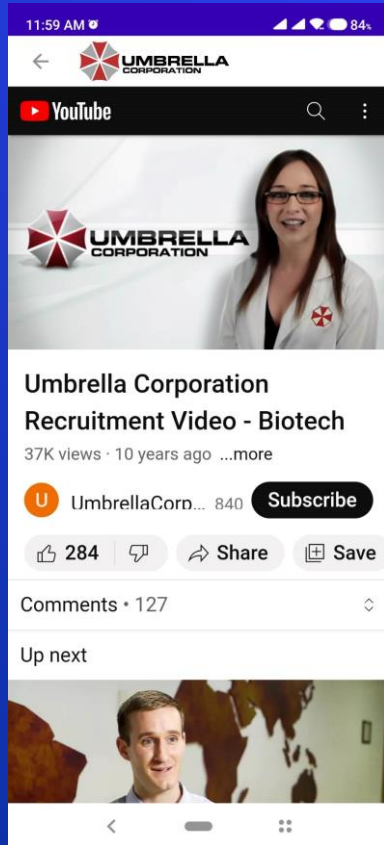 11:59 AM
84%
UMBRELLA
CORPORATION
YouTube
UMBRELLA
CORPORATION
Umbrella Corporation
Recruitment Video - Biotech
37K views · 10 years ago ...more
U UmbrellaCorp... 840 Subscribe
284 Share Save
Comments • 127
Up next